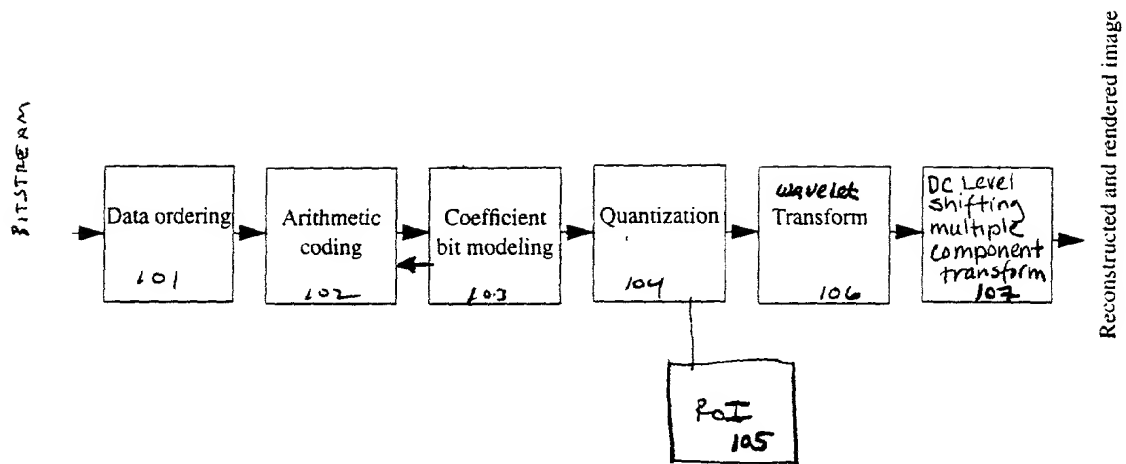 BITSTREAM
Data ordering
101
Arithmetic
coding
102
Coefficient
bit modeling
103
Quantization
104
wavelet
Transform
106
DC Level
shifting
multiple
component
transform
107
RoI
105
Reconstructed and rendered image